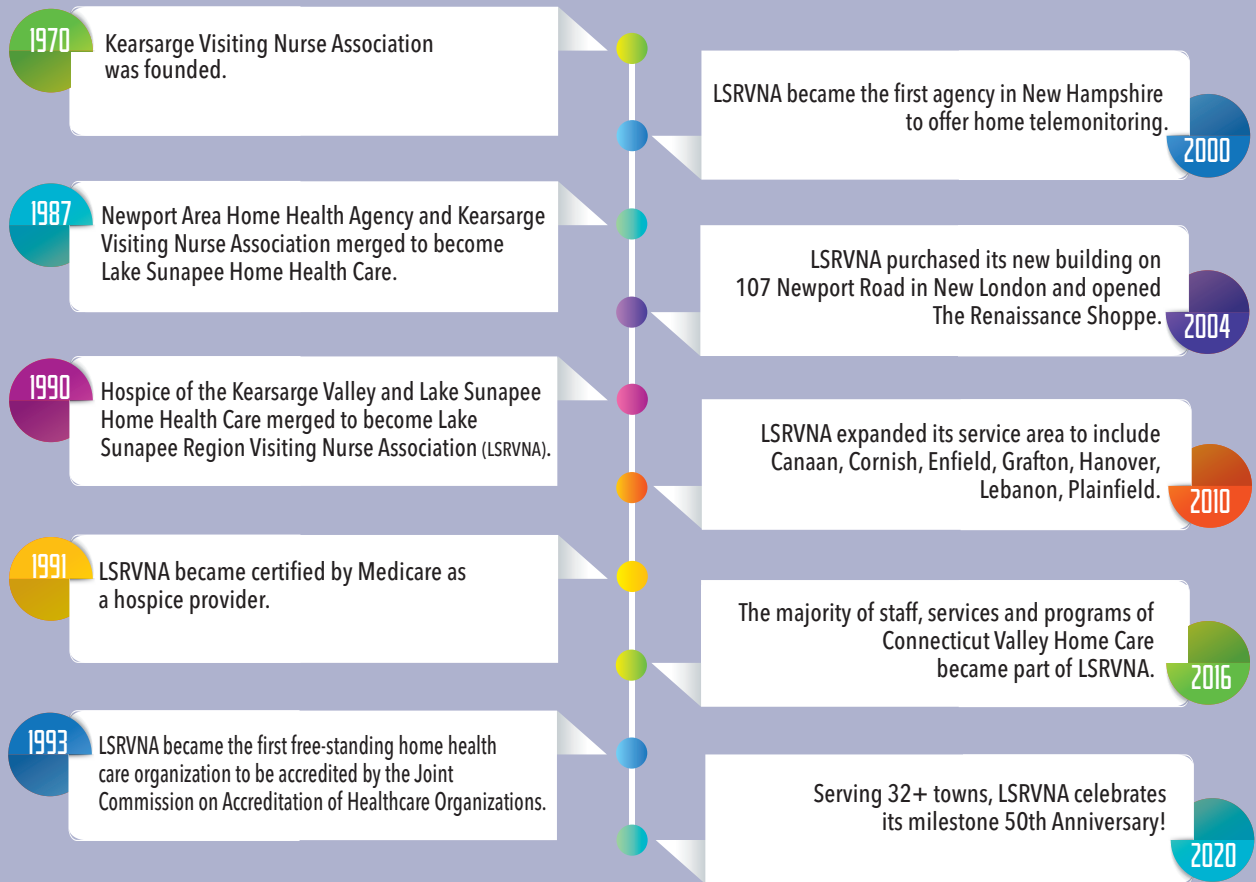 1970
Kearsarge Visiting Nurse Association
was founded.
1987
Newport Area Home Health Agency and Kearsarge
Visiting Nurse Association merged to become
Lake Sunapee Home Health Care.
1990
Hospice of the Kearsarge Valley and Lake Sunapee
Home Health Care merged to become Lake
Sunapee Region Visiting Nurse Association (LSRVNA).
1991
LSRVNA became certified by Medicare as
a hospice provider.
1993
LSRVNA became the first free-standing home health
care organization to be accredited by the Joint
Commission on Accreditation of Healthcare Organizations.
LSRVNA became the first agency in New Hampshire
to offer home telemonitoring.
2000
LSRVNA purchased its new building on
107 Newport Road in New London and opened
The Renaissance Shoppe.
2004
LSRVNA expanded its service area to include
Canaan, Cornish, Enfield, Grafton, Hanover,
Lebanon, Plainfield.
2010
The majority of staff, services and programs of
Connecticut Valley Home Care
became part of LSRVNA.
2016
Serving 32+ towns, LSRVNA celebrates
its milestone 50th Anniversary!
2020